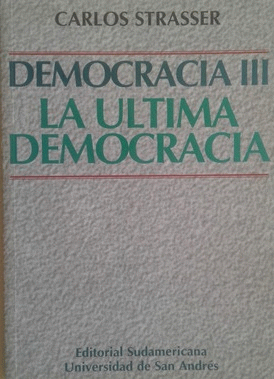 CARLOS STRASSER
DEMOCRACIA III
LA ULTIMA
DEMOCRACIA
Editorial Sudamericana
Universidad de San Andrés